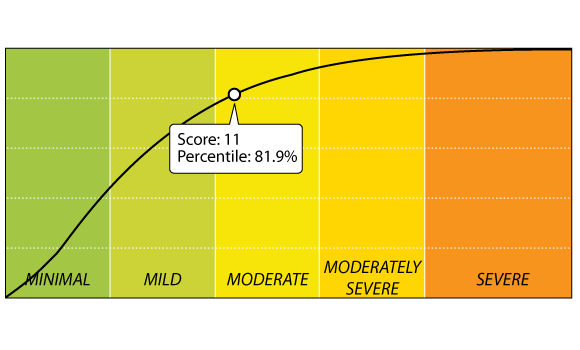 Score: 11
Percentile: 81.9%
MINIMAL
MILD
MODERATE
MODERATELY
SEVERE
SEVERE